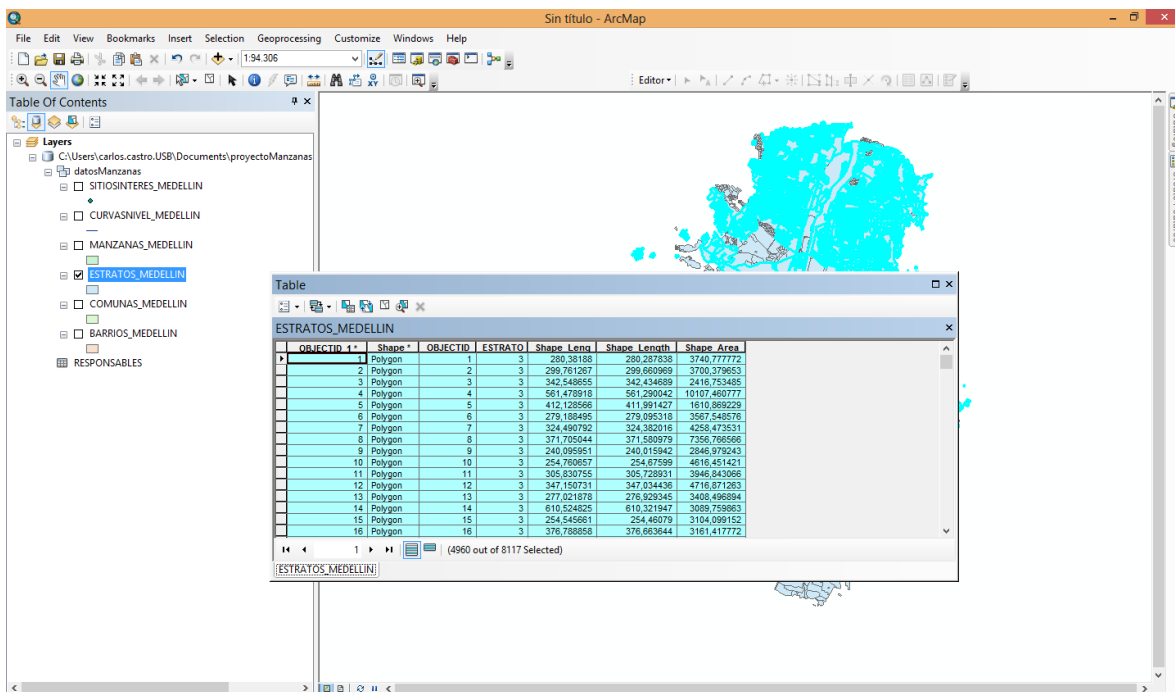 Sin título - ArcMap
File Edit View Bookmarks Insert Selection Geoprocessing Customize Windows Help
1:94.306
Editor
Table Of Contents
Layers
C:\Users\carlos.castro.USB\Documents\proyectoManzanas
datosManzanas
SITIOSINTERES_MEDELLIN
CURVASNIVEL_MEDELLIN
MANZANAS_MEDELLIN
ESTRATOS_MEDELLIN
COMUNAS_MEDELLIN
BARRIOS_MEDELLIN
RESPONSABLES
Table
ESTRATOS_MEDELLIN
OBJECTID_1 * Shape * OBJECTID ESTRATO Shape_Leng Shape_Length Shape_Area
1 Polygon 1 3 280,38188 280,287838 3740,777772
2 Polygon 2 3 299,761267 299,660969 3700,379653
3 Polygon 3 3 342,548655 342,434689 2416,753485
4 Polygon 4 3 561,478918 561,290042 10107,460777
5 Polygon 5 3 412,128566 411,991427 1610,869229
6 Polygon 6 3 279,188495 279,095318 3567,548576
7 Polygon 7 3 324,490792 324,382016 4258,473531
8 Polygon 8 3 371,705044 371,580979 7356,766566
9 Polygon 9 3 240,095951 240,015942 2846,979243
10 Polygon 10 3 254,760657 254,67599 4616,451421
11 Polygon 11 3 305,830755 305,728931 3946,843066
12 Polygon 12 3 347,150731 347,034436 4716,871263
13 Polygon 13 3 277,021878 276,929345 3408,496894
14 Polygon 14 3 610,524825 610,321947 3089,759863
15 Polygon 15 3 254,545661 254,46079 3104,099152
16 Polygon 16 3 376,788858 376,663644 3161,417772
1 (4960 out of 8117 Selected)
ESTRATOS_MEDELLIN